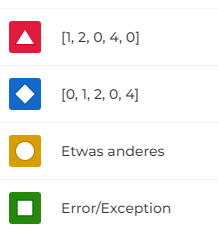 [1, 2, 0, 4, 0]
[0, 1, 2, 0, 4]
Etwas anderes
Error/Exception